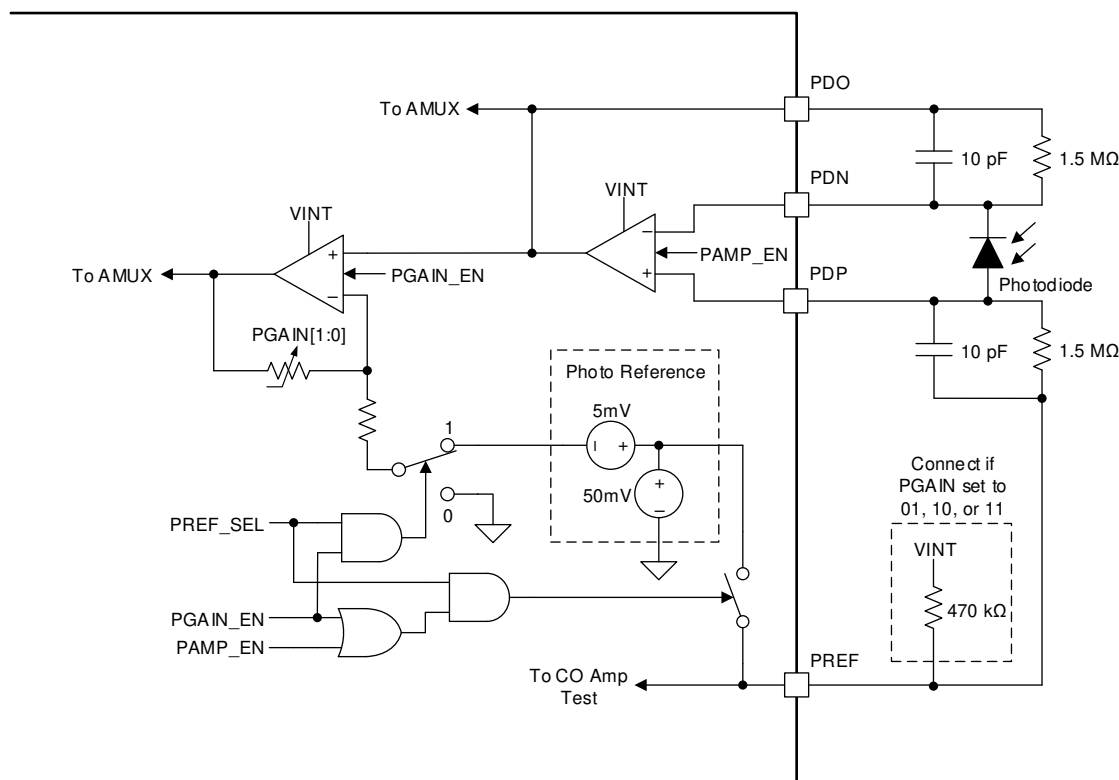 PDO
To AMUX
10 pF
1.5 MΩ
PDN
VINT
VINT
−
+
PAMP_EN
+
−
PGAIN_EN
To AMUX
PDP
Photodiode
PGAIN[1:0]
10 pF
1.5 MΩ
Photo Reference
5mV
+
1
50mV
+
−
0
Connect if
PGAIN set to
01, 10, or 11
VINT
470 kΩ
PREF_SEL
PGAIN_EN
PAMP_EN
PREF
To CO Amp
Test